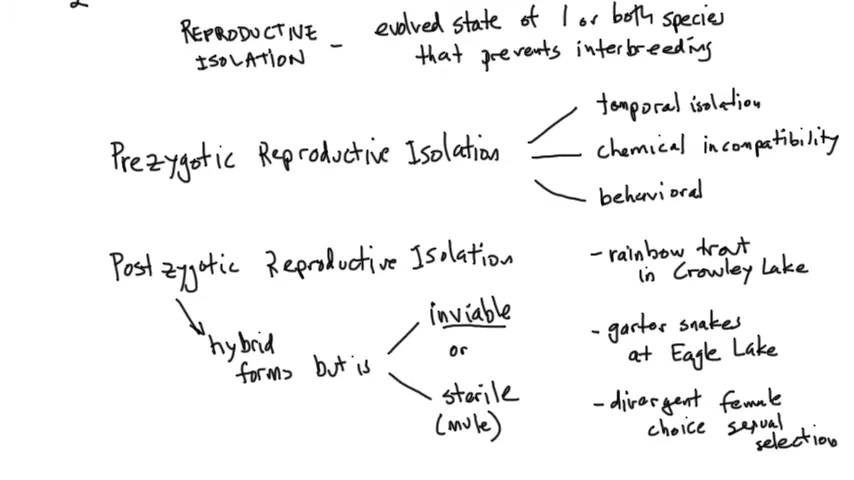 REPRODUCTIVE ISOLATION - evolved state of 1 or both species
that prevents interbreeding
Prezygotic Reproductive Isolation
temporal isolation
chemical incompatibility
behavioral
Postzygotic Reproductive Isolation
hybrid
forms but is
inviable
or
sterile
(mule)
- rainbow trout
in Crowley Lake
- garter snakes
at Eagle Lake
- divergent female
choice sexual
selection